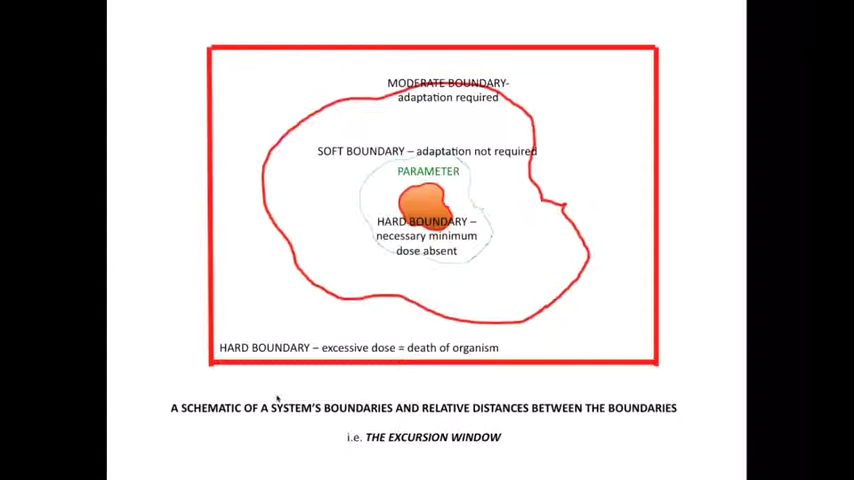 MODERATE BOUNDARY-
adaptation required
SOFT BOUNDARY – adaptation not required
PARAMETER
HARD BOUNDARY –
necessary minimum
dose absent
HARD BOUNDARY – excessive dose = death of organism
A SCHEMATIC OF A SYSTEM'S BOUNDARIES AND RELATIVE DISTANCES BETWEEN THE BOUNDARIES
i.e. THE EXCURSION WINDOW